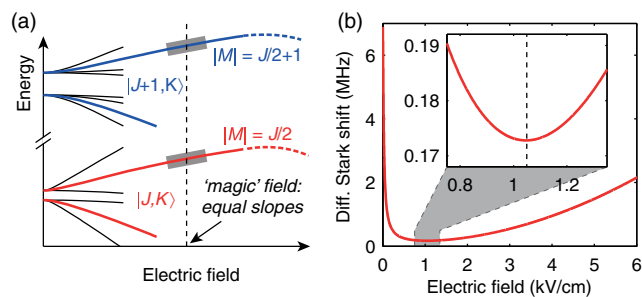 (a)
Energy
|M| = J/2+1
|J+1,K⟩
|M| = J/2
|J,K⟩
'magic' field:
equal slopes
Electric field
(b)
Diff. Stark shift (MHz)
6
4
2
0
0.19
0.18
0.17
0.8
1
1.2
0
1
2
3
4
5
6
Electric field (kV/cm)